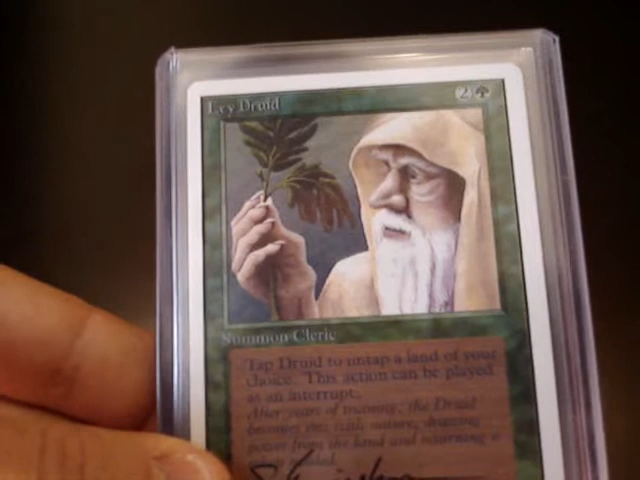 Ley Druid 2
Summon Cleric
Tap Druid to untap a land of your
choice. This action can be played
as an interrupt.
After years of training, the Druid
becomes one with nature, drawing
power from the land and returning it
when needed.